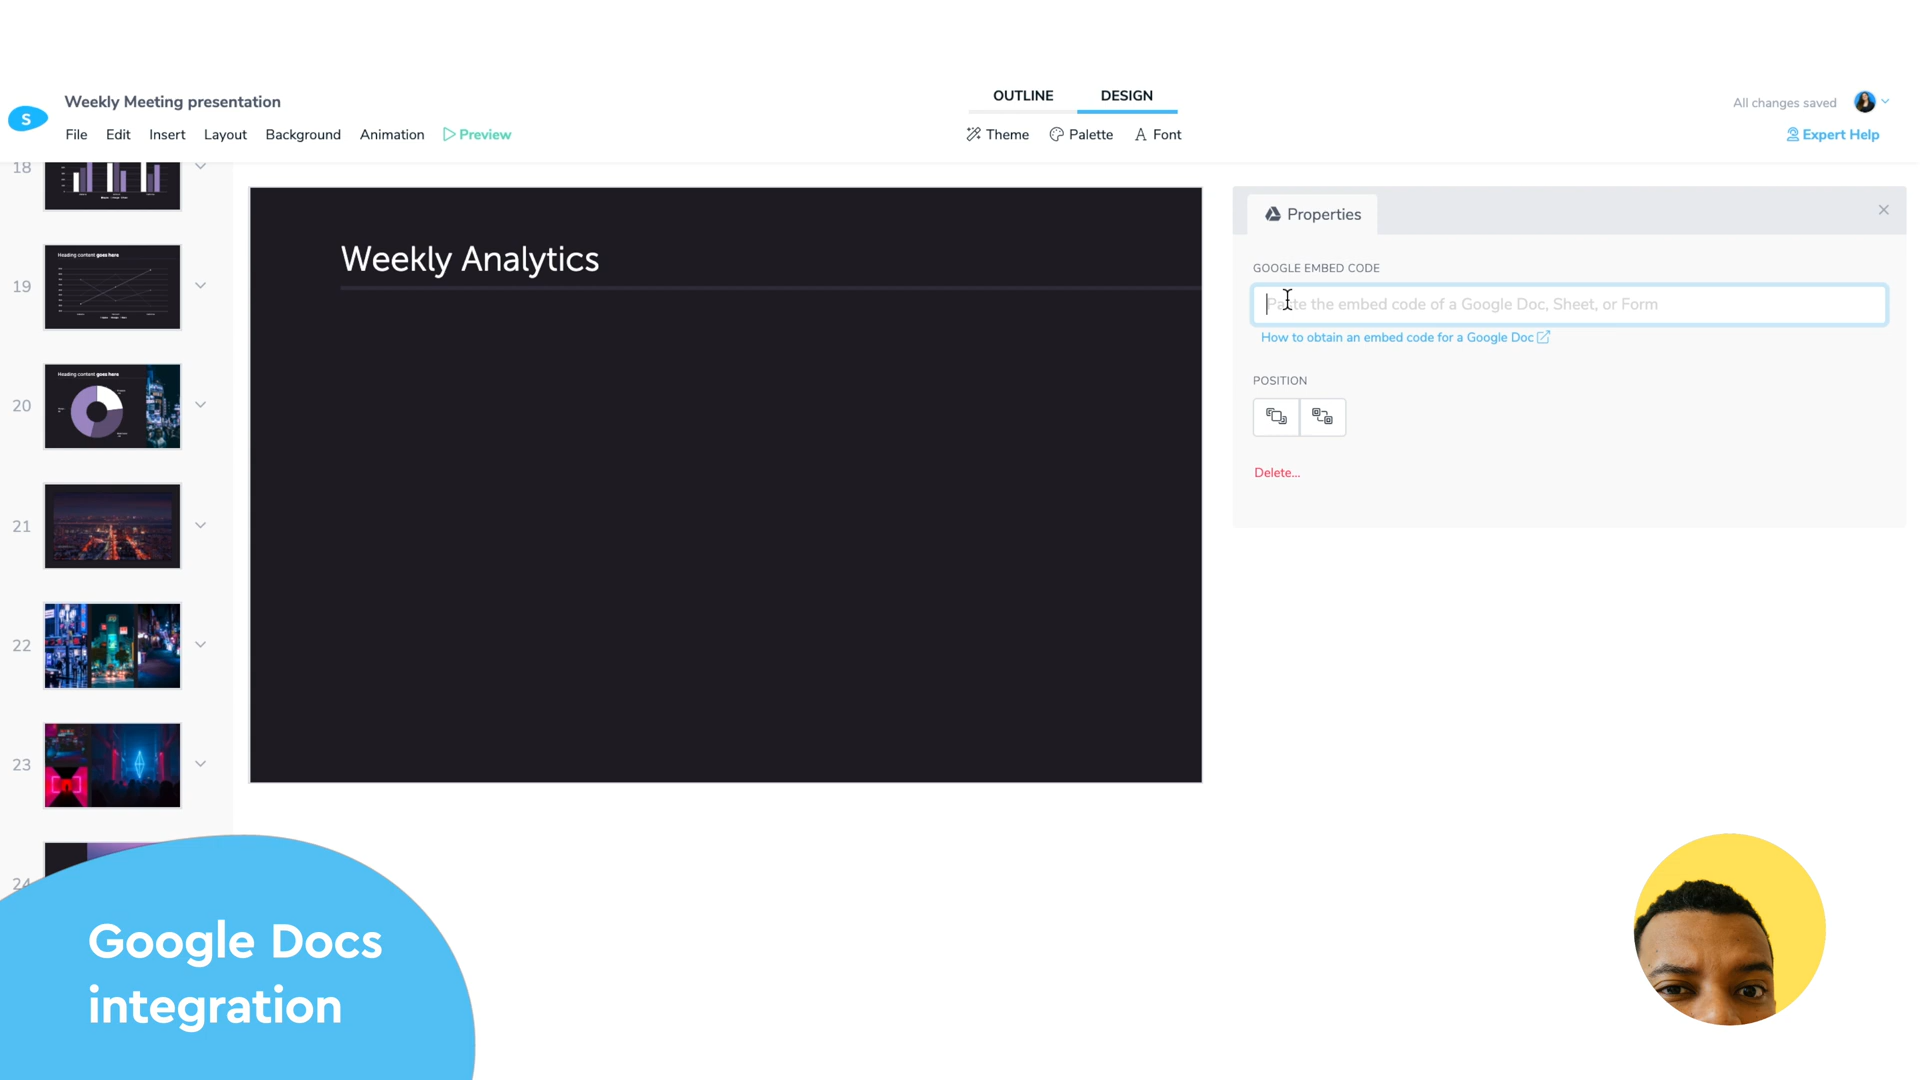 Weekly Meeting presentation
OUTLINE
DESIGN
All changes saved
S
File
Edit
Insert
Layout
Background
Animation
Preview
Theme
Palette
Font
Expert Help
18
19
Heading content goes here
20
Heading content goes here
21
22
23
24
Weekly Analytics
Properties
GOOGLE EMBED CODE
Paste the embed code of a Google Doc, Sheet, or Form
How to obtain an embed code for a Google Doc
POSITION
Delete...
Google Docs
integration